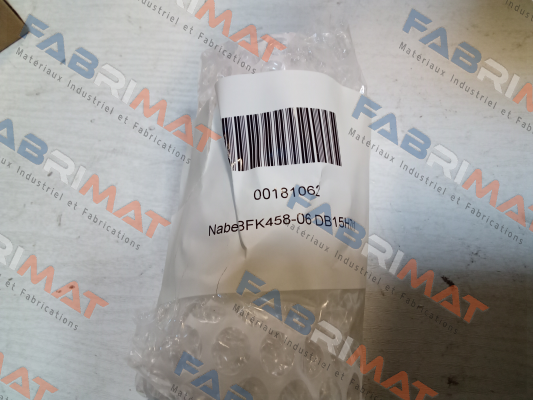 FABRIMAT
Materiaux Industriel et Fabrications
00181062
NabeBFK458-06 DB15H